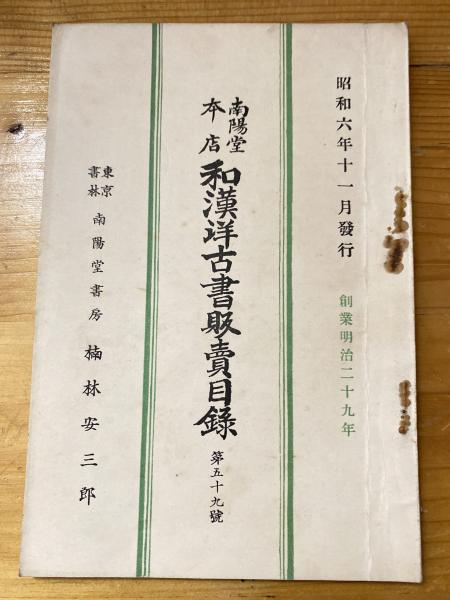 昭和六年十一月發行
創業明治二十九年
南陽堂
本店
和漢洋古書販賣目錄
第五十九號
東京
書林
南陽堂書房
楠林安三郎